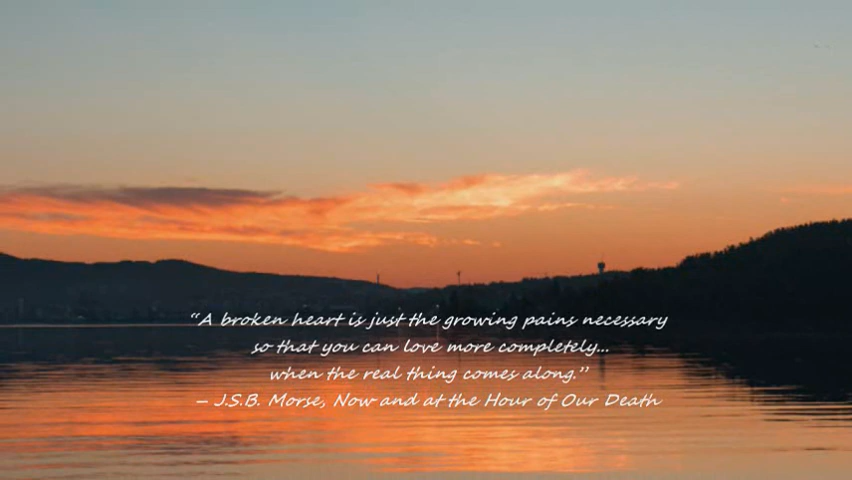 “A broken heart is just the growing pains necessary
so that you can love more completely...
when the real thing comes along.”
– J.S.B. Morse, Now and at the Hour of Our Death